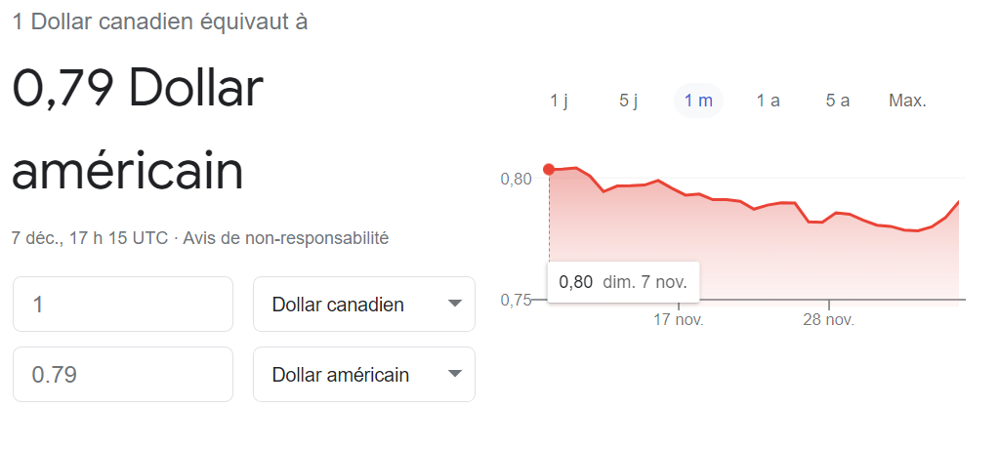 1 Dollar canadien équivaut à
0,79 Dollar
américain
7 déc., 17 h 15 UTC · Avis de non-responsabilité
1
Dollar canadien
0.79
Dollar américain
1 j
5 j
1 m
1 a
5 a
Max.
0,80
0,75
0,80 dim. 7 nov.
17 nov.
28 nov.